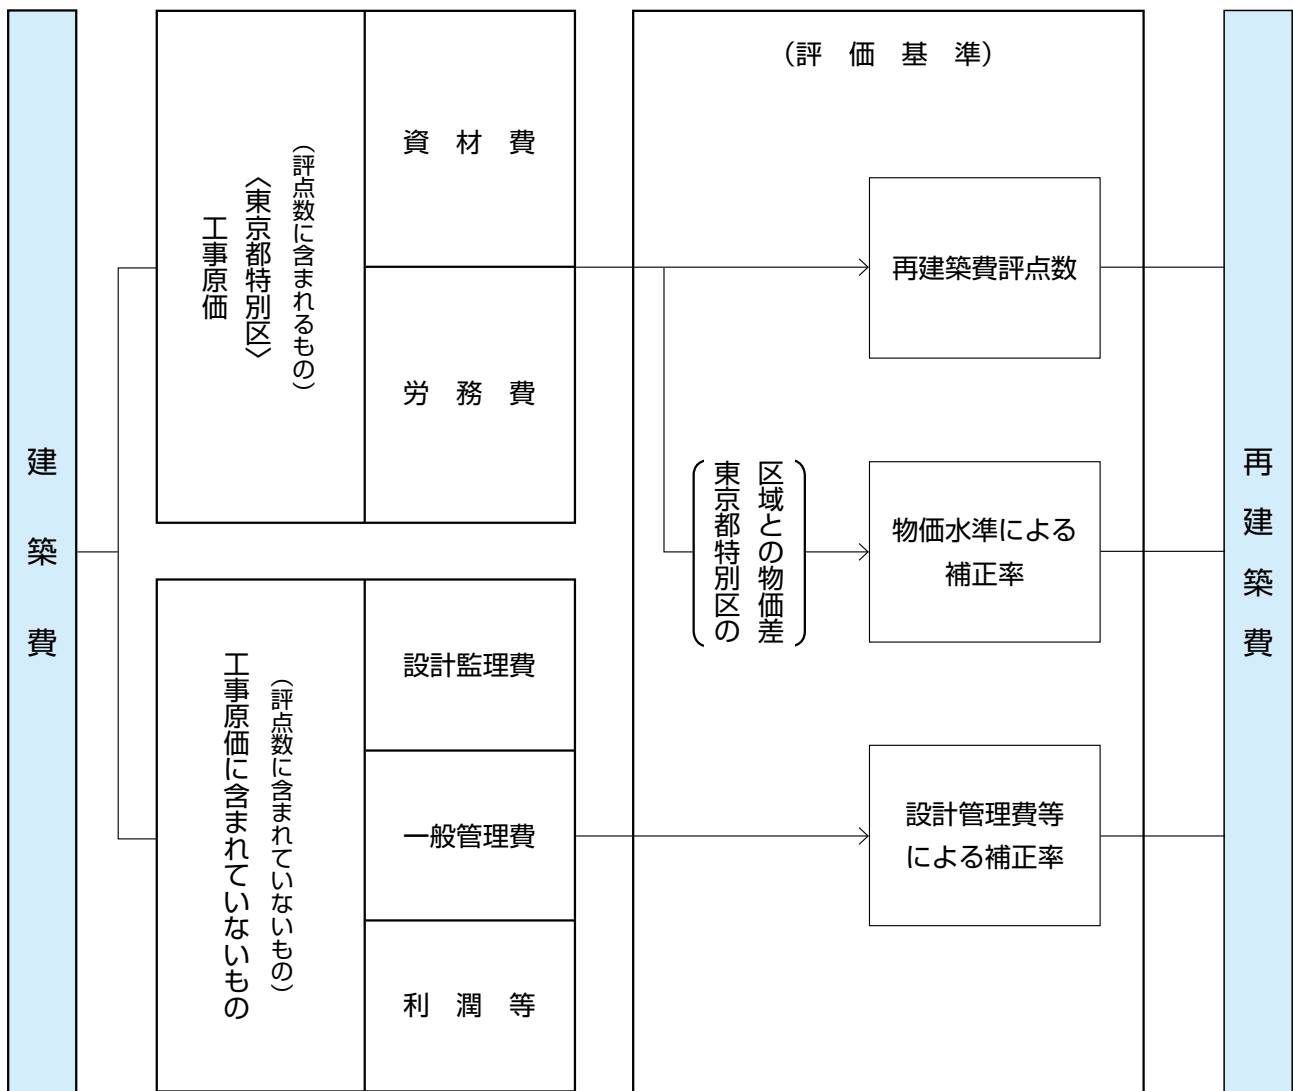 建築費
(評点数に含まれるもの)
〈東京都特別区〉
工事原価
資材費
労務費
(評点数に含まれていないもの)
工事原価に含まれていないもの
設計監理費
一般管理費
利潤等
(評価基準)
再建築費評点数
区域との物価差
東京都特別区の
物価水準による
補正率
設計管理費等
による補正率
再建築費